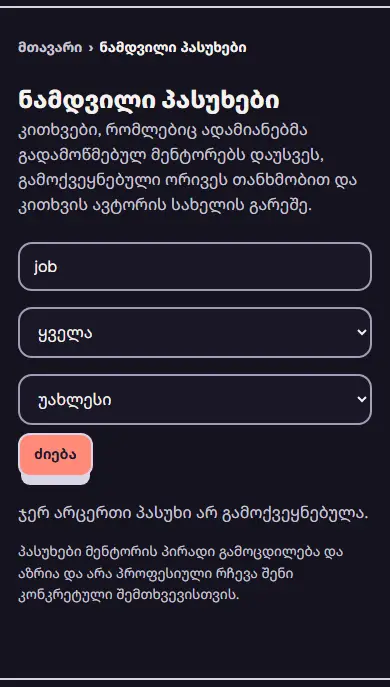 მთავარი › ნამდვილი პასუხები
ნამდვილი პასუხები
კითხვები, რომლებიც ადამიანებმა
გადამოწმებულ მენტორებს დაუსვეს,
გამოქვეყნებული ორივეს თანხმობით და
კითხვის ავტორის სახელის გარეშე.
job
ყველა
უახლესი
ძიება
ჯერ არცერთი პასუხი არ გამოქვეყნებულა.
პასუხები მენტორის პირადი გამოცდილება და
აზრია და არა პროფესიული რჩევა შენი
კონკრეტული შემთხვევისთვის.